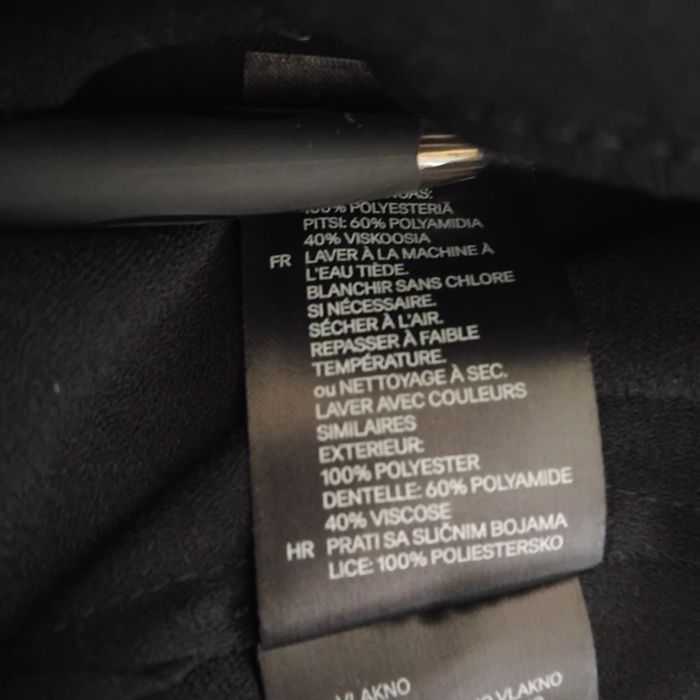 100% POLYESTERIÄ
PITSI: 60% POLYAMIDIA
40% VISKOOSIA
FR LAVER À LA MACHINE À
L'EAU TIÈDE.
BLANCHIR SANS CHLORE
SI NÉCESSAIRE.
SÉCHER À L'AIR.
REPASSER À FAIBLE
TEMPÉRATURE.
ou NETTOYAGE À SEC.
LAVER AVEC COULEURS
SIMILAIRES
EXTERIEUR:
100% POLYESTER
DENTELLE: 60% POLYAMIDE
40% VISCOSE
HR PRATI SA SLIČNIM BOJAMA
LICE: 100% POLIESTERSKO
VLAKNO
VLAKNO